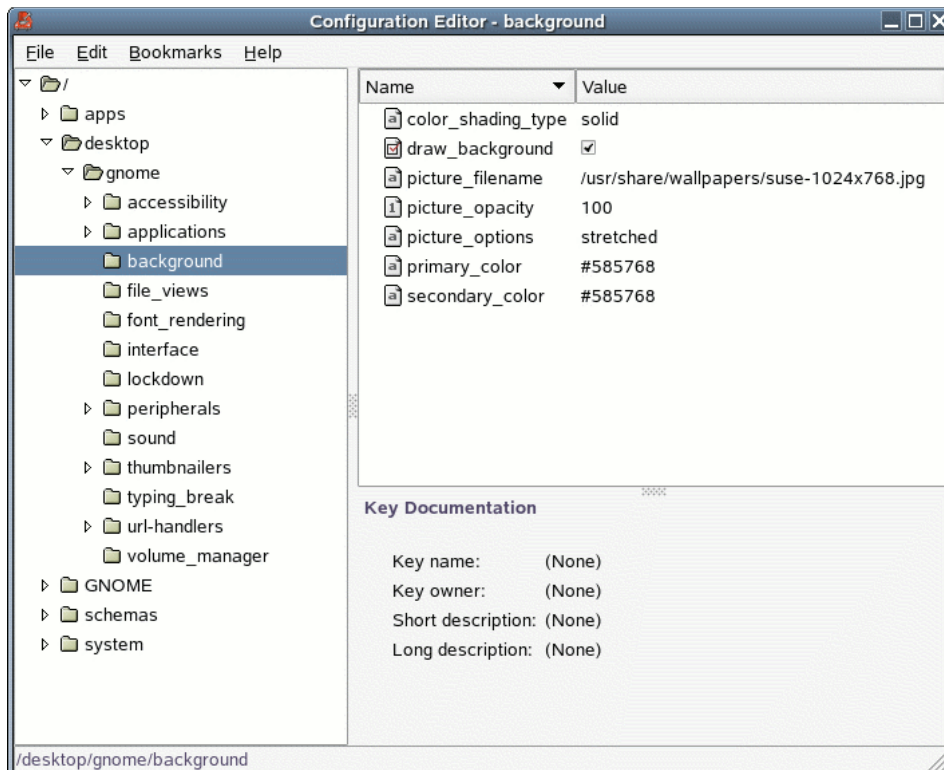 Configuration Editor - background
File Edit Bookmarks Help
/
apps
desktop
gnome
accessibility
applications
background
file_views
font_rendering
interface
lockdown
peripherals
sound
thumbnailers
typing_break
url-handlers
volume_manager
GNOME
schemas
system
Name Value
color_shading_type solid
draw_background
picture_filename /usr/share/wallpapers/suse-1024x768.jpg
picture_opacity 100
picture_options stretched
primary_color #585768
secondary_color #585768
Key Documentation
Key name: (None)
Key owner: (None)
Short description: (None)
Long description: (None)
/desktop/gnome/background